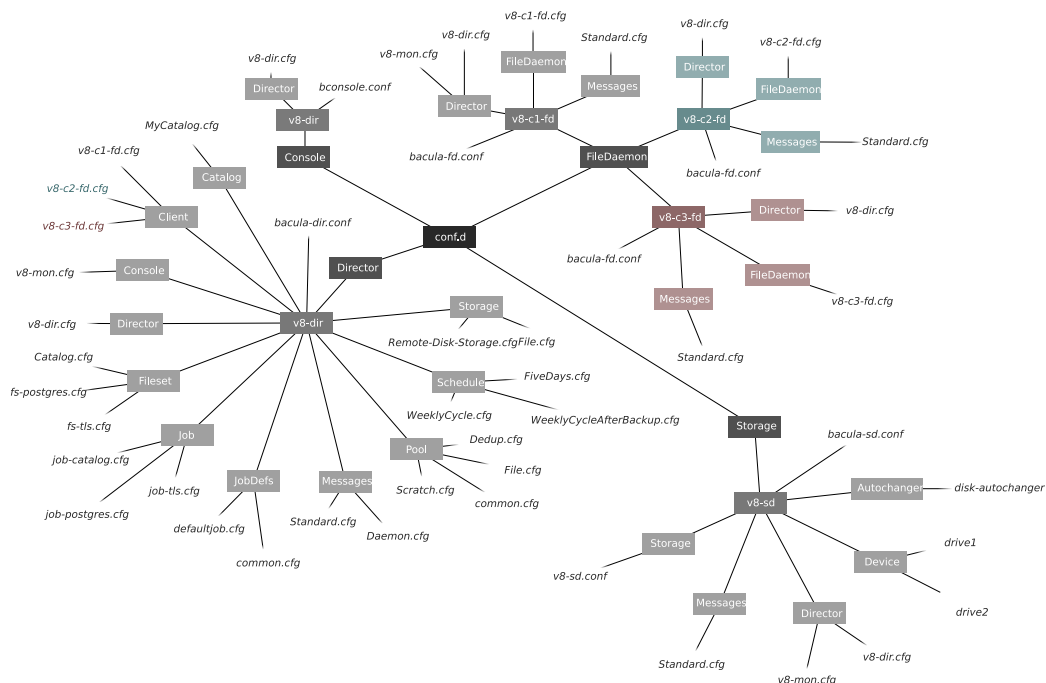 v8-c1-fd.cfg
v8-dir.cfg
v8-dir.cfg
Standard.cfg
v8-c2-fd.cfg
v8-mon.cfg
v8-dir.cfg
FileDaemon
Director
Director
bconsole.conf
Messages
FileDaemon
Director
v8-dir
v8-c1-fd
v8-c2-fd
MyCatalog.cfg
Messages
Standard.cfg
v8-c1-fd.cfg
Console
bacula-fd.conf
FileDaemon
bacula-fd.conf
Catalog
v8-c2-fd.cfg
Client
v8-c3-fd.cfg
bacula-dir.conf
v8-c3-fd
Director
v8-dir.cfg
conf.d
bacula-fd.conf
v8-mon.cfg
Console
Director
FileDaemon
Messages
v8-c3-fd.cfg
Storage
v8-dir.cfg
Director
v8-dir
Remote-Disk-Storage.cfg
File.cfg
Catalog.cfg
Standard.cfg
fs-postgres.cfg
Fileset
Schedule
FiveDays.cfg
fs-tls.cfg
WeeklyCycle.cfg
WeeklyCycleAfterBackup.cfg
Storage
Job
Dedup.cfg
bacula-sd.conf
job-catalog.cfg
Pool
File.cfg
job-tls.cfg
JobDefs
Messages
Scratch.cfg
Autochanger
disk-autochanger
job-postgres.cfg
common.cfg
v8-sd
defaultjob.cfg
Standard.cfg
Daemon.cfg
Storage
drive1
common.cfg
Device
v8-sd.conf
Messages
Director
drive2
Standard.cfg
v8-dir.cfg
v8-mon.cfg